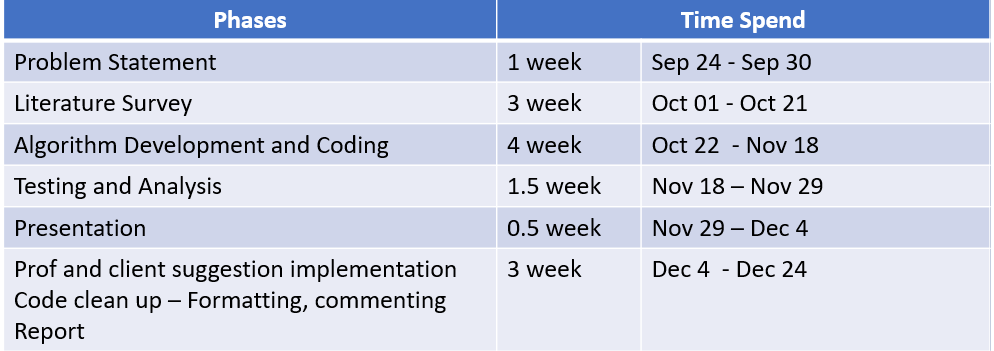 Phases Time Spend
Problem Statement 1 week Sep 24 - Sep 30
Literature Survey 3 week Oct 01 - Oct 21
Algorithm Development and Coding 4 week Oct 22  - Nov 18
Testing and Analysis 1.5 week Nov 18 – Nov 29
Presentation 0.5 week Nov 29 – Dec 4
Prof and client suggestion implementation 3 week Dec 4  - Dec 24
Code clean up – Formatting, commenting
Report